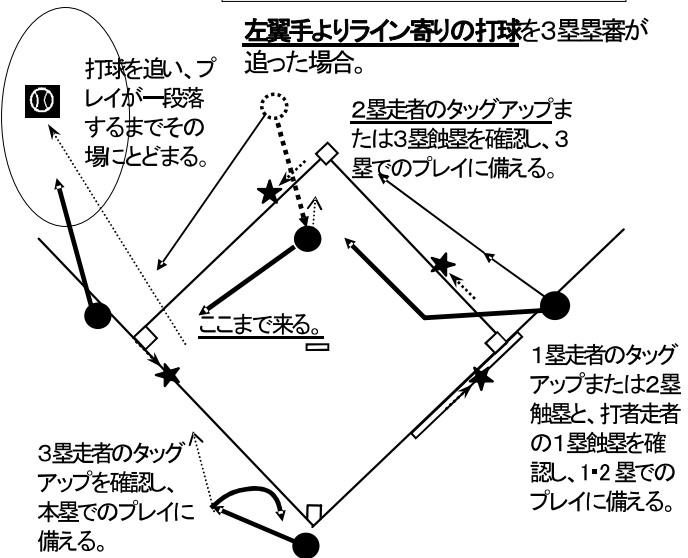 左翼手よりライン寄りの打球を3塁塁審が
追った場合。
打球を追い、プ
レイが一段落
するまでその
場にとどまる。
2塁走者のタッグアップま
たは3塁蝕塁を確認し、3
塁でのプレイに備える。
ここまで来る。
1塁走者のタッグ
アップまたは2塁
触塁と、打者走者
の1塁蝕塁を確
認し、1・2塁での
プレイに備える。
3塁走者のタッグ
アップを確認し、
本塁でのプレイに
備える。